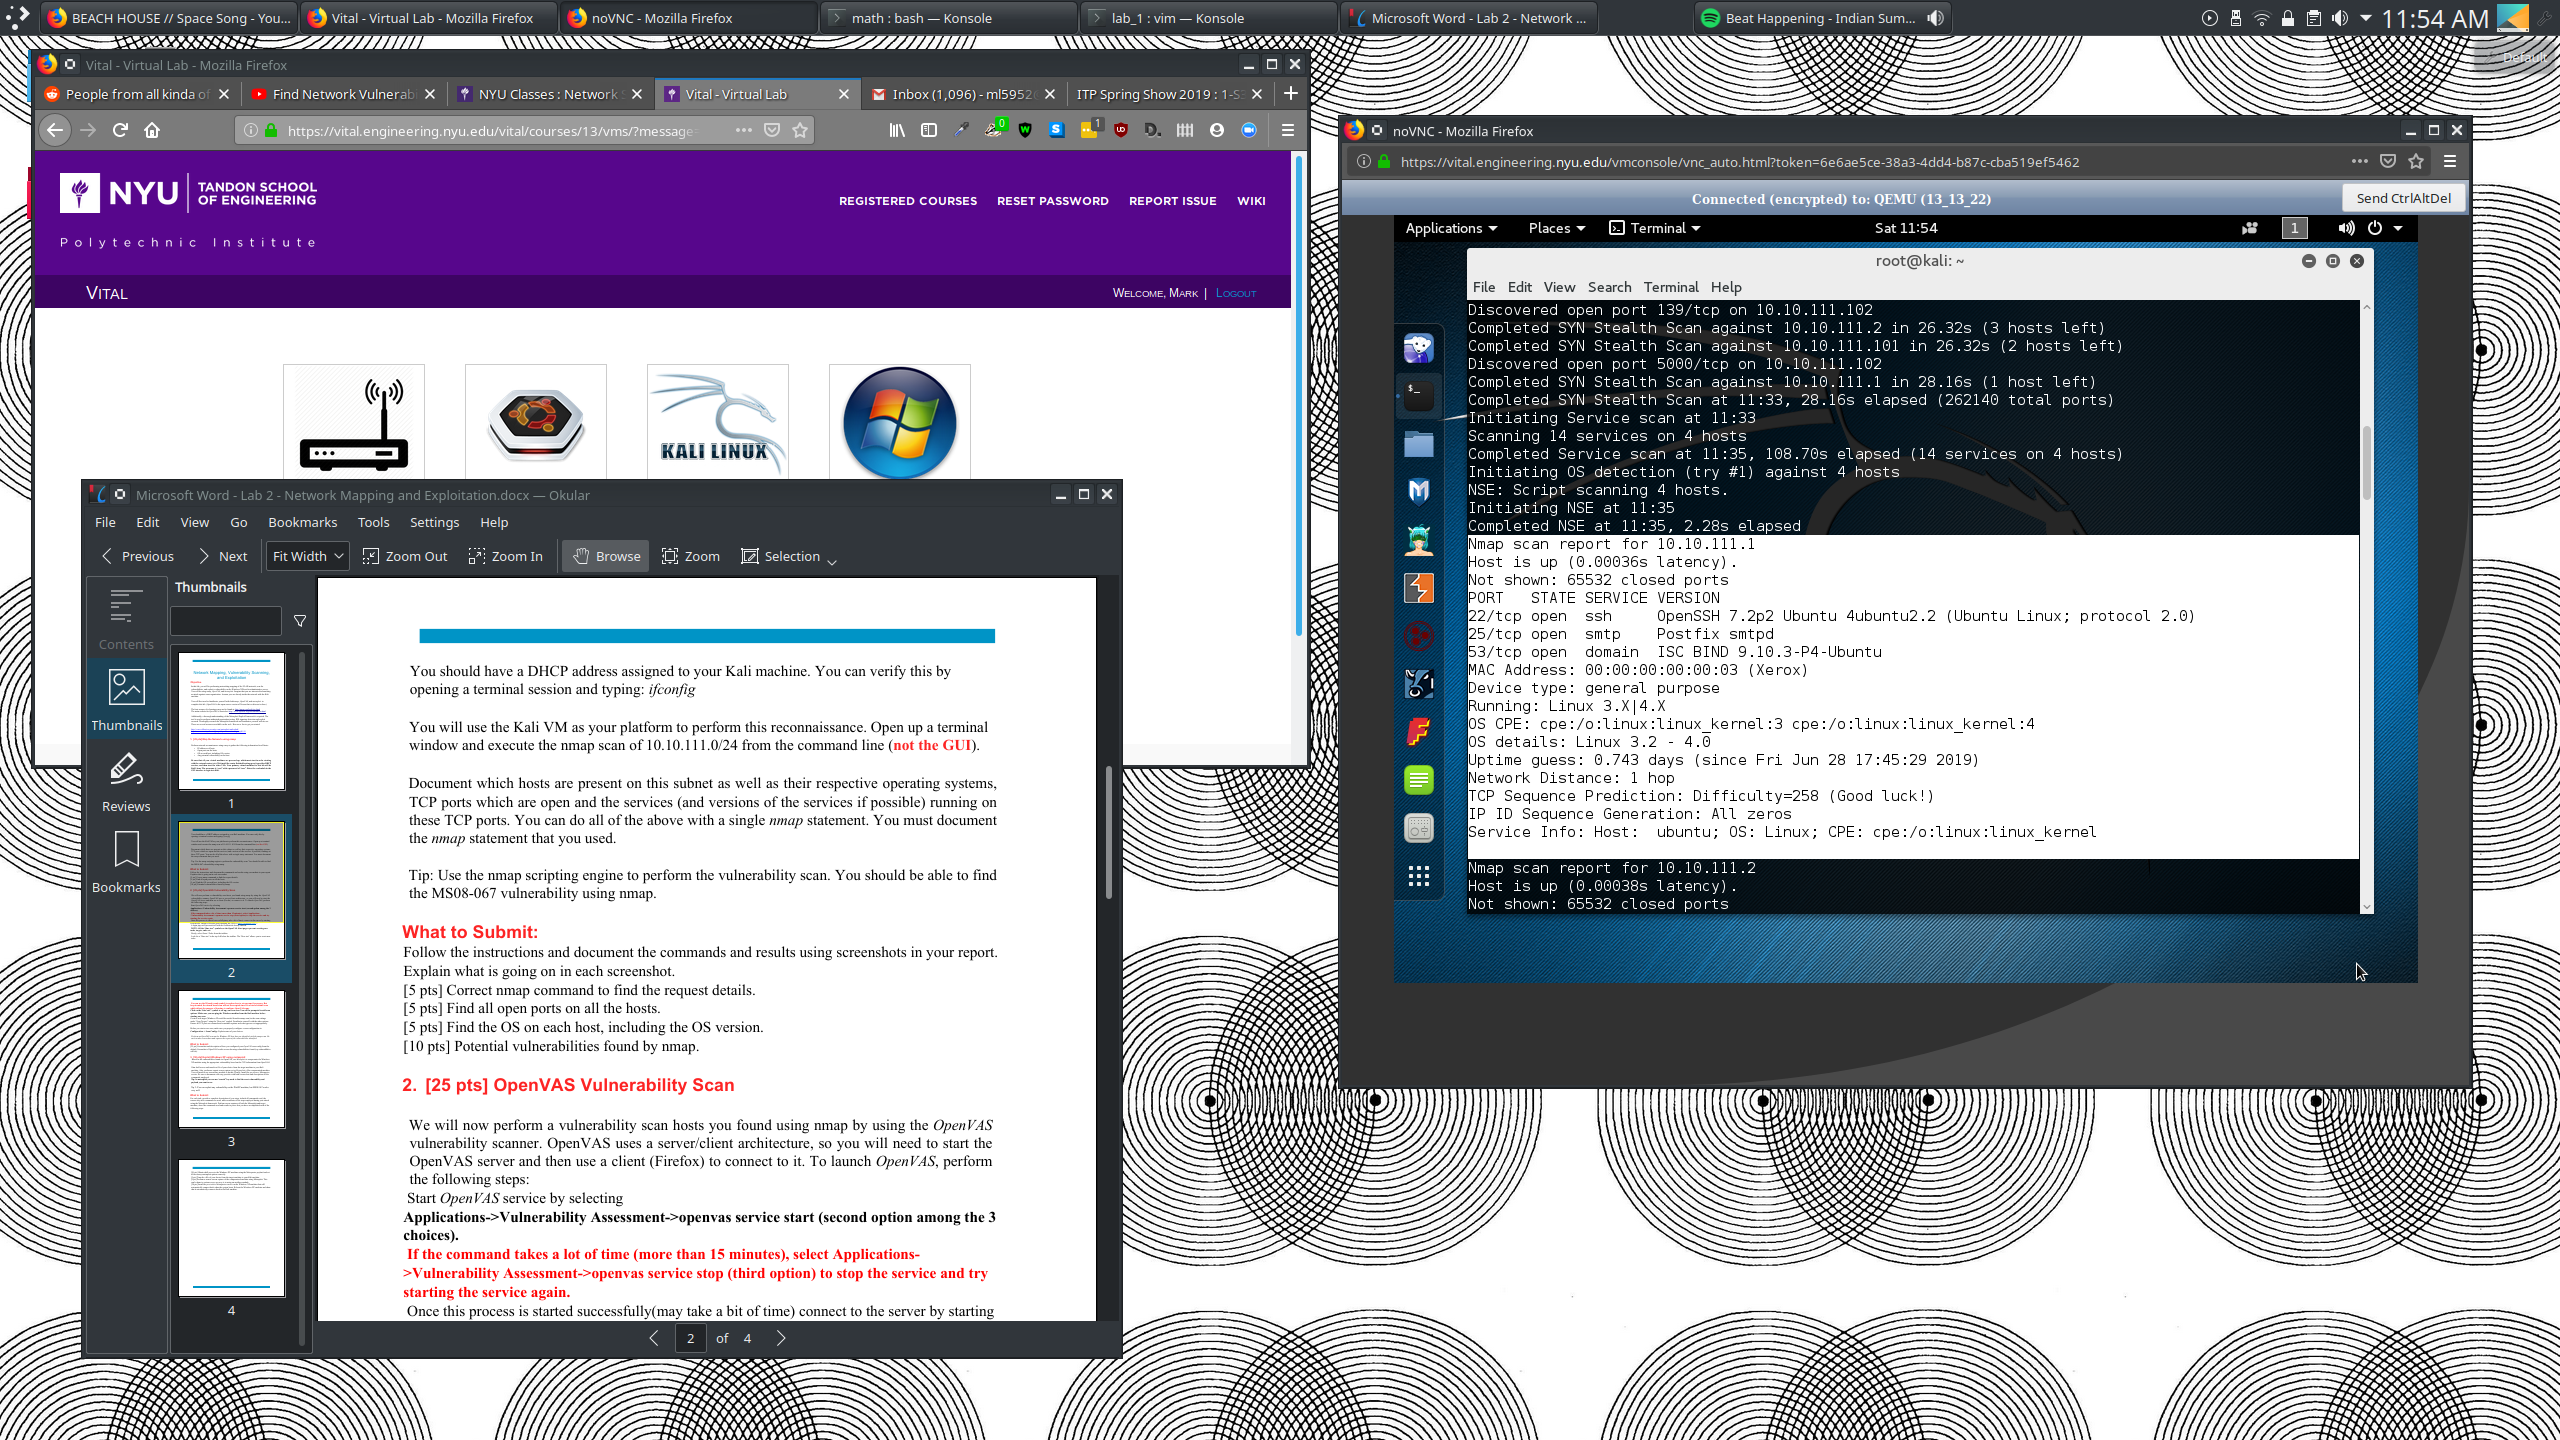 BEACH HOUSE // Space Song - You...
Vital - Virtual Lab - Mozilla Firefox
noVNC - Mozilla Firefox
math : bash — Konsole
lab_1 : vim — Konsole
Microsoft Word - Lab 2 - Network ...
Beat Happening - Indian Sum...
11:54 AM
Default
Vital - Virtual Lab - Mozilla Firefox
People from all kinda of
Find Network Vulnerab
NYU Classes : Network S
Vital - Virtual Lab
Inbox (1,096) - ml5952
ITP Spring Show 2019 : 1-S
https://vital.engineering.nyu.edu/vital/courses/13/vms/?message=
0
1
NYU
TANDON SCHOOL
OF ENGINEERING
Polytechnic Institute
REGISTERED COURSES
RESET PASSWORD
REPORT ISSUE
WIKI
VITAL
WELCOME, MARK |
LOGOUT
KALI LINUX
Microsoft Word - Lab 2 - Network Mapping and Exploitation.docx — Okular
File
Edit
View
Go
Bookmarks
Tools
Settings
Help
Previous
Next
Fit Width
Zoom Out
Zoom In
Browse
Zoom
Selection
Contents
Thumbnails
Reviews
Bookmarks
Thumbnails
1
2
3
4
You should have a DHCP address assigned to your Kali machine. You can verify this by
opening a terminal session and typing: ifconfig
You will use the Kali VM as your platform to perform this reconnaissance. Open up a terminal
window and execute the nmap scan of 10.10.111.0/24 from the command line (not the GUI).
Document which hosts are present on this subnet as well as their respective operating systems,
TCP ports which are open and the services (and versions of the services if possible) running on
these TCP ports. You can do all of the above with a single nmap statement. You must document
the nmap statement that you used.
Tip: Use the nmap scripting engine to perform the vulnerability scan. You should be able to find
the MS08-067 vulnerability using nmap.
What to Submit:
Follow the instructions and document the commands and results using screenshots in your report.
Explain what is going on in each screenshot.
[5 pts] Correct nmap command to find the request details.
[5 pts] Find all open ports on all the hosts.
[5 pts] Find the OS on each host, including the OS version.
[10 pts] Potential vulnerabilities found by nmap.
2. [25 pts] OpenVAS Vulnerability Scan
We will now perform a vulnerability scan hosts you found using nmap by using the OpenVAS
vulnerability scanner. OpenVAS uses a server/client architecture, so you will need to start the
OpenVAS server and then use a client (Firefox) to connect to it. To launch OpenVAS, perform
the following steps:
Start OpenVAS service by selecting
Applications->Vulnerability Assessment->openvas service start (second option among the 3
choices).
If the command takes a lot of time (more than 15 minutes), select Applications-
>Vulnerability Assessment->openvas service stop (third option) to stop the service and try
starting the service again.
Once this process is started successfully(may take a bit of time) connect to the server by starting
2 of 4
noVNC - Mozilla Firefox
https://vital.engineering.nyu.edu/vmconsole/vnc_auto.html?token=6e6ae5ce-38a3-4dd4-b87c-cba519ef5462
Connected (encrypted) to: QEMU (13_13_22)
Send CtrlAltDel
Applications
Places
Terminal
Sat 11:54
1
root@kali: ~
File
Edit
View
Search
Terminal
Help
Discovered open port 139/tcp on 10.10.111.102
Completed SYN Stealth Scan against 10.10.111.2 in 26.32s (3 hosts left)
Completed SYN Stealth Scan against 10.10.111.101 in 26.32s (2 hosts left)
Discovered open port 5000/tcp on 10.10.111.102
Completed SYN Stealth Scan against 10.10.111.1 in 28.16s (1 host left)
Completed SYN Stealth Scan at 11:33, 28.16s elapsed (262140 total ports)
Initiating Service scan at 11:33
Scanning 14 services on 4 hosts
Completed Service scan at 11:35, 108.70s elapsed (14 services on 4 hosts)
Initiating OS detection (try #1) against 4 hosts
NSE: Script scanning 4 hosts.
Initiating NSE at 11:35
Completed NSE at 11:35, 2.28s elapsed
Nmap scan report for 10.10.111.1
Host is up (0.00036s latency).
Not shown: 65532 closed ports
PORT   STATE SERVICE VERSION
22/tcp open  ssh     OpenSSH 7.2p2 Ubuntu 4ubuntu2.2 (Ubuntu Linux; protocol 2.0)
25/tcp open  smtp    Postfix smtpd
53/tcp open  domain  ISC BIND 9.10.3-P4-Ubuntu
MAC Address: 00:00:00:00:00:03 (Xerox)
Device type: general purpose
Running: Linux 3.X|4.X
OS CPE: cpe:/o:linux:linux_kernel:3 cpe:/o:linux:linux_kernel:4
OS details: Linux 3.2 - 4.0
Uptime guess: 0.743 days (since Fri Jun 28 17:45:29 2019)
Network Distance: 1 hop
TCP Sequence Prediction: Difficulty=258 (Good luck!)
IP ID Sequence Generation: All zeros
Service Info: Host:  ubuntu; OS: Linux; CPE: cpe:/o:linux:linux_kernel
Nmap scan report for 10.10.111.2
Host is up (0.00038s latency).
Not shown: 65532 closed ports